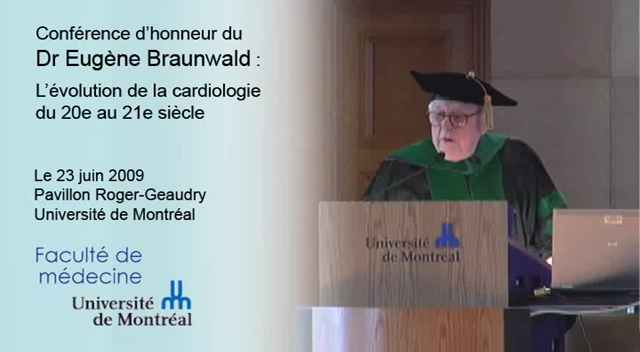 Conférence d'honneur du
Dr Eugène Braunwald :
L'évolution de la cardiologie
du 20e au 21e siècle
Le 23 juin 2009
Pavillon Roger-Geaudry
Université de Montréal
Faculté de
médecine
Université
de Montréal
Université
de Montréal